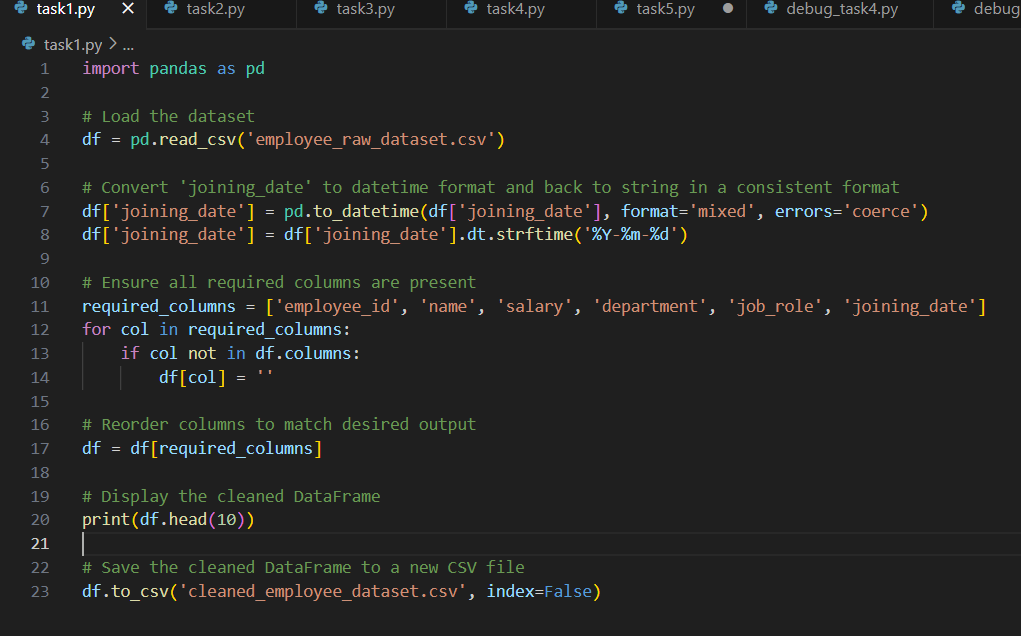 task1.py task2.py task3.py task4.py task5.py debug_task4.py debug
task1.py > ...
1 import pandas as pd
2
3 # Load the dataset
4 df = pd.read_csv('employee_raw_dataset.csv')
5
6 # Convert 'joining_date' to datetime format and back to string in a consistent format
7 df['joining_date'] = pd.to_datetime(df['joining_date'], format='mixed', errors='coerce')
8 df['joining_date'] = df['joining_date'].dt.strftime('%Y-%m-%d')
9
10 # Ensure all required columns are present
11 required_columns = ['employee_id', 'name', 'salary', 'department', 'job_role', 'joining_date']
12 for col in required_columns:
13     if col not in df.columns:
14         df[col] = ''
15
16 # Reorder columns to match desired output
17 df = df[required_columns]
18
19 # Display the cleaned DataFrame
20 print(df.head(10))
21
22 # Save the cleaned DataFrame to a new CSV file
23 df.to_csv('cleaned_employee_dataset.csv', index=False)